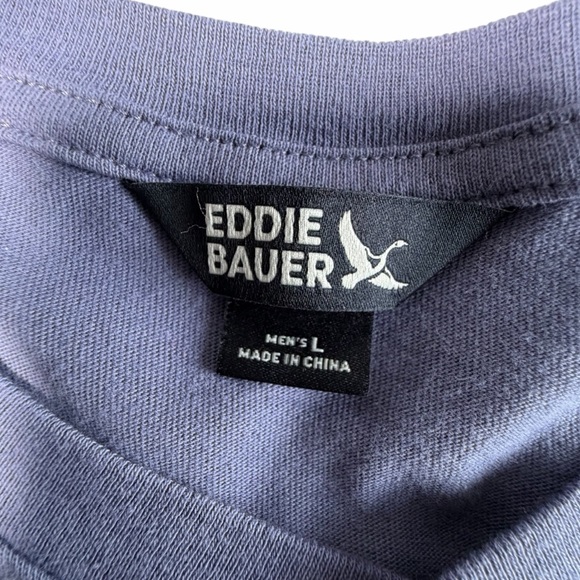 EDDIE
BAUER
MEN'S L
MADE IN CHINA